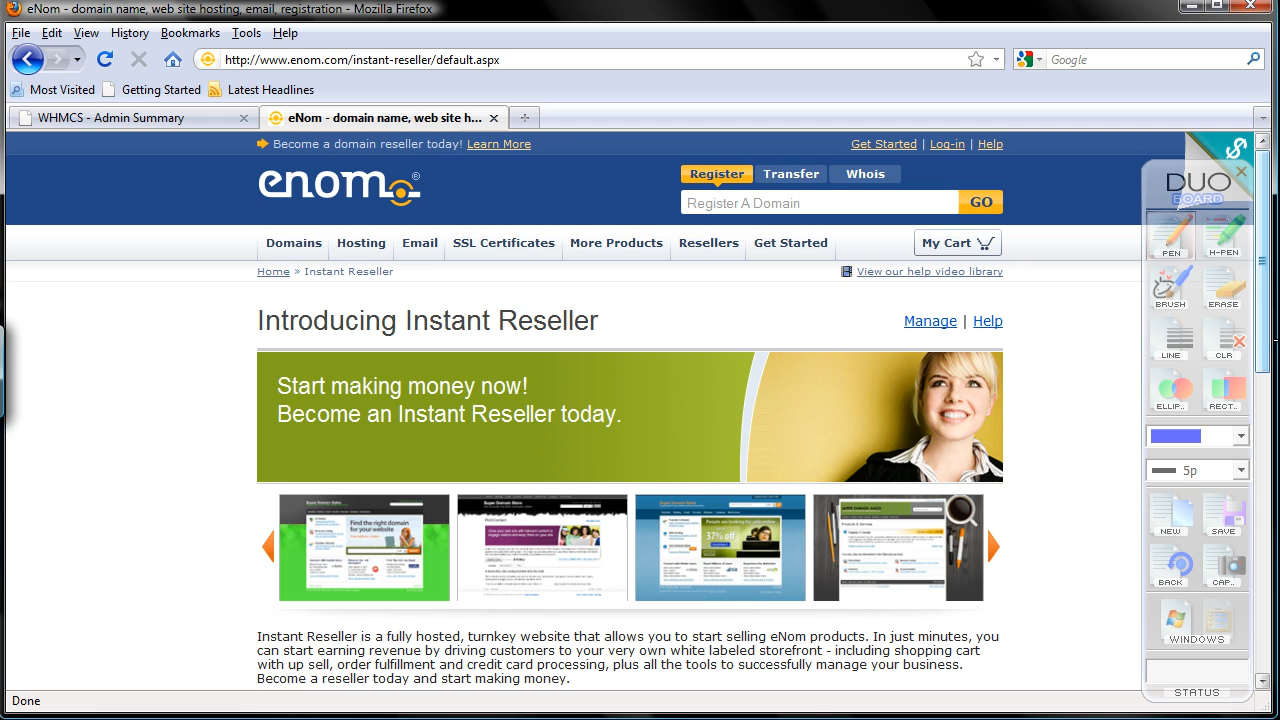 eNom - domain name, web site hosting, email, registration - Mozilla Firefox
File Edit View History Bookmarks Tools Help
http://www.enom.com/instant-reseller/default.aspx
Google
Most Visited Getting Started Latest Headlines
WHMCS - Admin Summary
eNom - domain name, web site h...
Become a domain reseller today! Learn More
Get Started | Log-in | Help
enom®
Register Transfer Whois
Register A Domain GO
Domains Hosting Email SSL Certificates More Products Resellers Get Started My Cart
Home » Instant Reseller
View our help video library
Introducing Instant Reseller
Manage | Help
Start making money now!
Become an Instant Reseller today.
Find the right domain
for your website
People are looking for jobs online
37% off
Instant Reseller is a fully hosted, turnkey website that allows you to start selling eNom products. In just minutes, you
can start earning revenue by driving customers to your very own white labeled storefront - including shopping cart
with up sell, order fulfillment and credit card processing, plus all the tools to successfully manage your business.
Become a reseller today and start making money.
Done
$
DUO
BOARD
PEN H-PEN
BRUSH ERASE
LINE CLR
ELLIP.. RECT..
5p
NEW SAVE
BACK CAP..
WINDOWS
STATUS